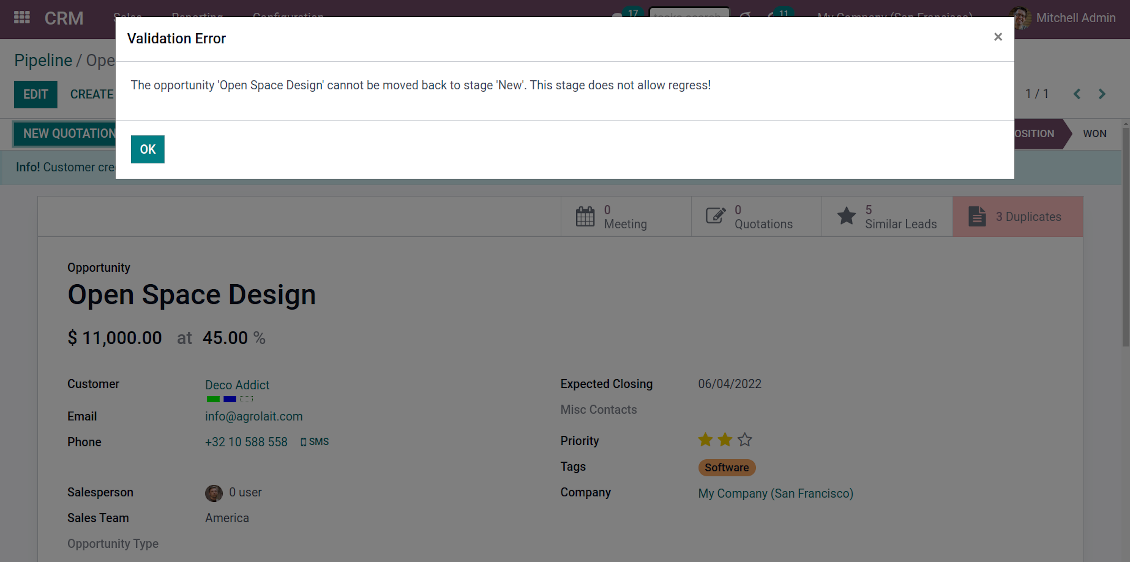 CRM
Sales Reporting Configuration
17
11
My Company (San Francisco)
Mitchell Admin
Validation Error
×
Pipeline / Ope
The opportunity 'Open Space Design' cannot be moved back to stage 'New'. This stage does not allow regress!
EDIT CREATE
1 / 1
NEW QUOTATION
OSITION
WON
OK
Info! Customer cre
0
Meeting
0
Quotations
5
Similar Leads
3 Duplicates
Opportunity
Open Space Design
$ 11,000.00 at 45.00 %
Customer Deco Addict
Expected Closing 06/04/2022
Misc Contacts
Email info@agrolait.com
Phone +32 10 588 558 SMS
Priority
Tags Software
Salesperson 0 user
Company My Company (San Francisco)
Sales Team America
Opportunity Type